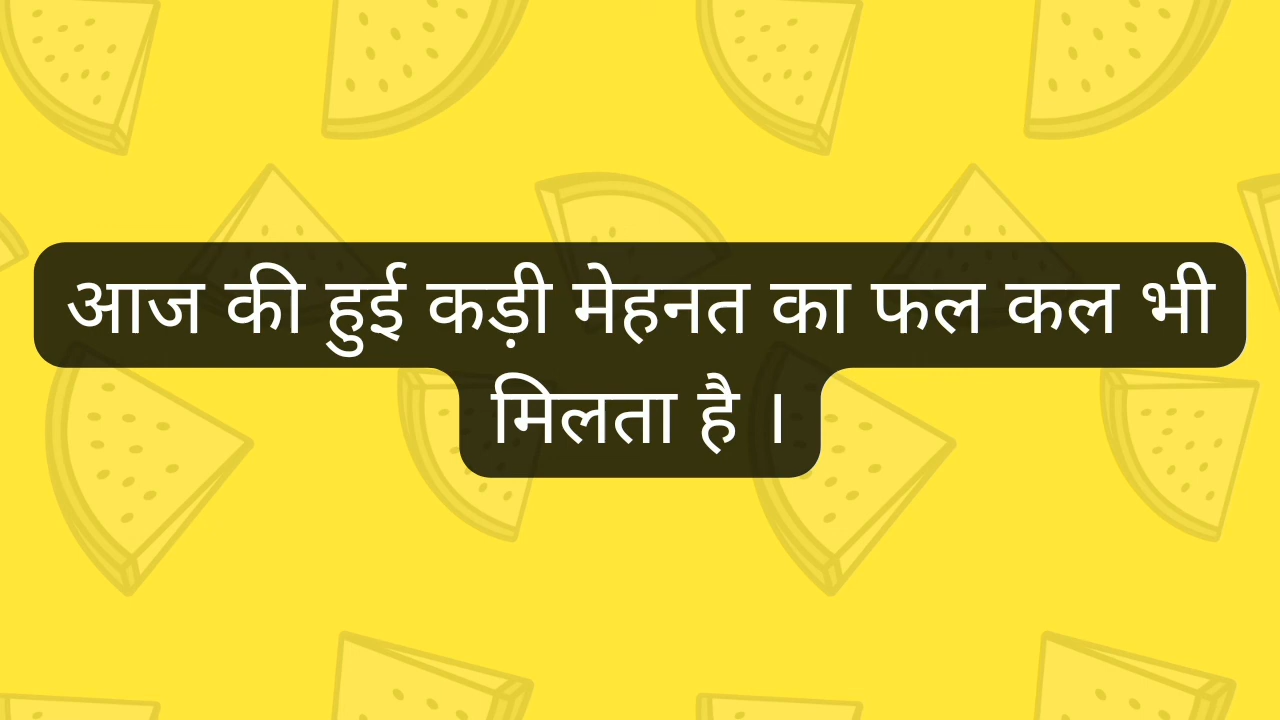 आज की हुई कड़ी मेहनत का फल कल भी
मिलता है ।